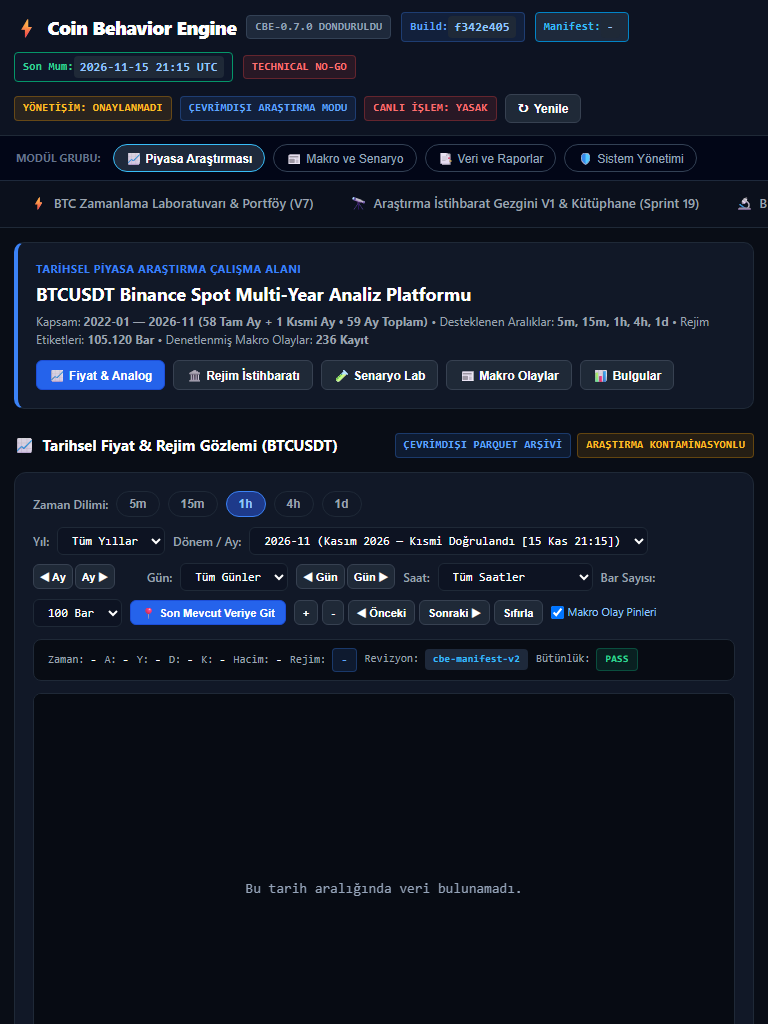 Coin Behavior Engine CBE-0.7.0 DONDURULDU Build: f342e405 Manifest: -
Son Mum: 2026-11-15 21:15 UTC TECHNICAL NO-GO
YÖNETİŞİM: ONAYLANMADI ÇEVRİMDIŞI ARAŞTIRMA MODU CANLI İŞLEM: YASAK ↻ Yenile
MODÜL GRUBU: Piyasa Araştırması Makro ve Senaryo Veri ve Raporlar Sistem Yönetimi
BTC Zamanlama Laboratuvarı & Portföy (V7) Araştırma İstihbarat Gezgini V1 & Kütüphane (Sprint 19) B
TARİHSEL PİYASA ARAŞTIRMA ÇALIŞMA ALANI
BTCUSDT Binance Spot Multi-Year Analiz Platformu
Kapsam: 2022-01 — 2026-11 (58 Tam Ay + 1 Kısmi Ay • 59 Ay Toplam) • Desteklenen Aralıklar: 5m, 15m, 1h, 4h, 1d • Rejim
Etiketleri: 105.120 Bar • Denetlenmiş Makro Olaylar: 236 Kayıt
Fiyat & Analog Rejim İstihbaratı Senaryo Lab Makro Olaylar Bulgular
Tarihsel Fiyat & Rejim Gözlemi (BTCUSDT) ÇEVRİMDIŞI PARQUET ARŞİVİ ARAŞTIRMA KONTAMİNASYONLU
Zaman Dilimi: 5m 15m 1h 4h 1d
Yıl: Tüm Yıllar Dönem / Ay: 2026-11 (Kasım 2026 — Kısmi Doğrulandı [15 Kas 21:15])
◀ Ay Ay ▶ Gün: Tüm Günler ◀ Gün Gün ▶ Saat: Tüm Saatler Bar Sayısı:
100 Bar Son Mevcut Veriye Git + - ◀ Önceki Sonraki ▶ Sıfırla Makro Olay Pinleri
Zaman: - A: - Y: - D: - K: - Hacim: - Rejim: - Revizyon: cbe-manifest-v2 Bütünlük: PASS
Bu tarih aralığında veri bulunamadı.